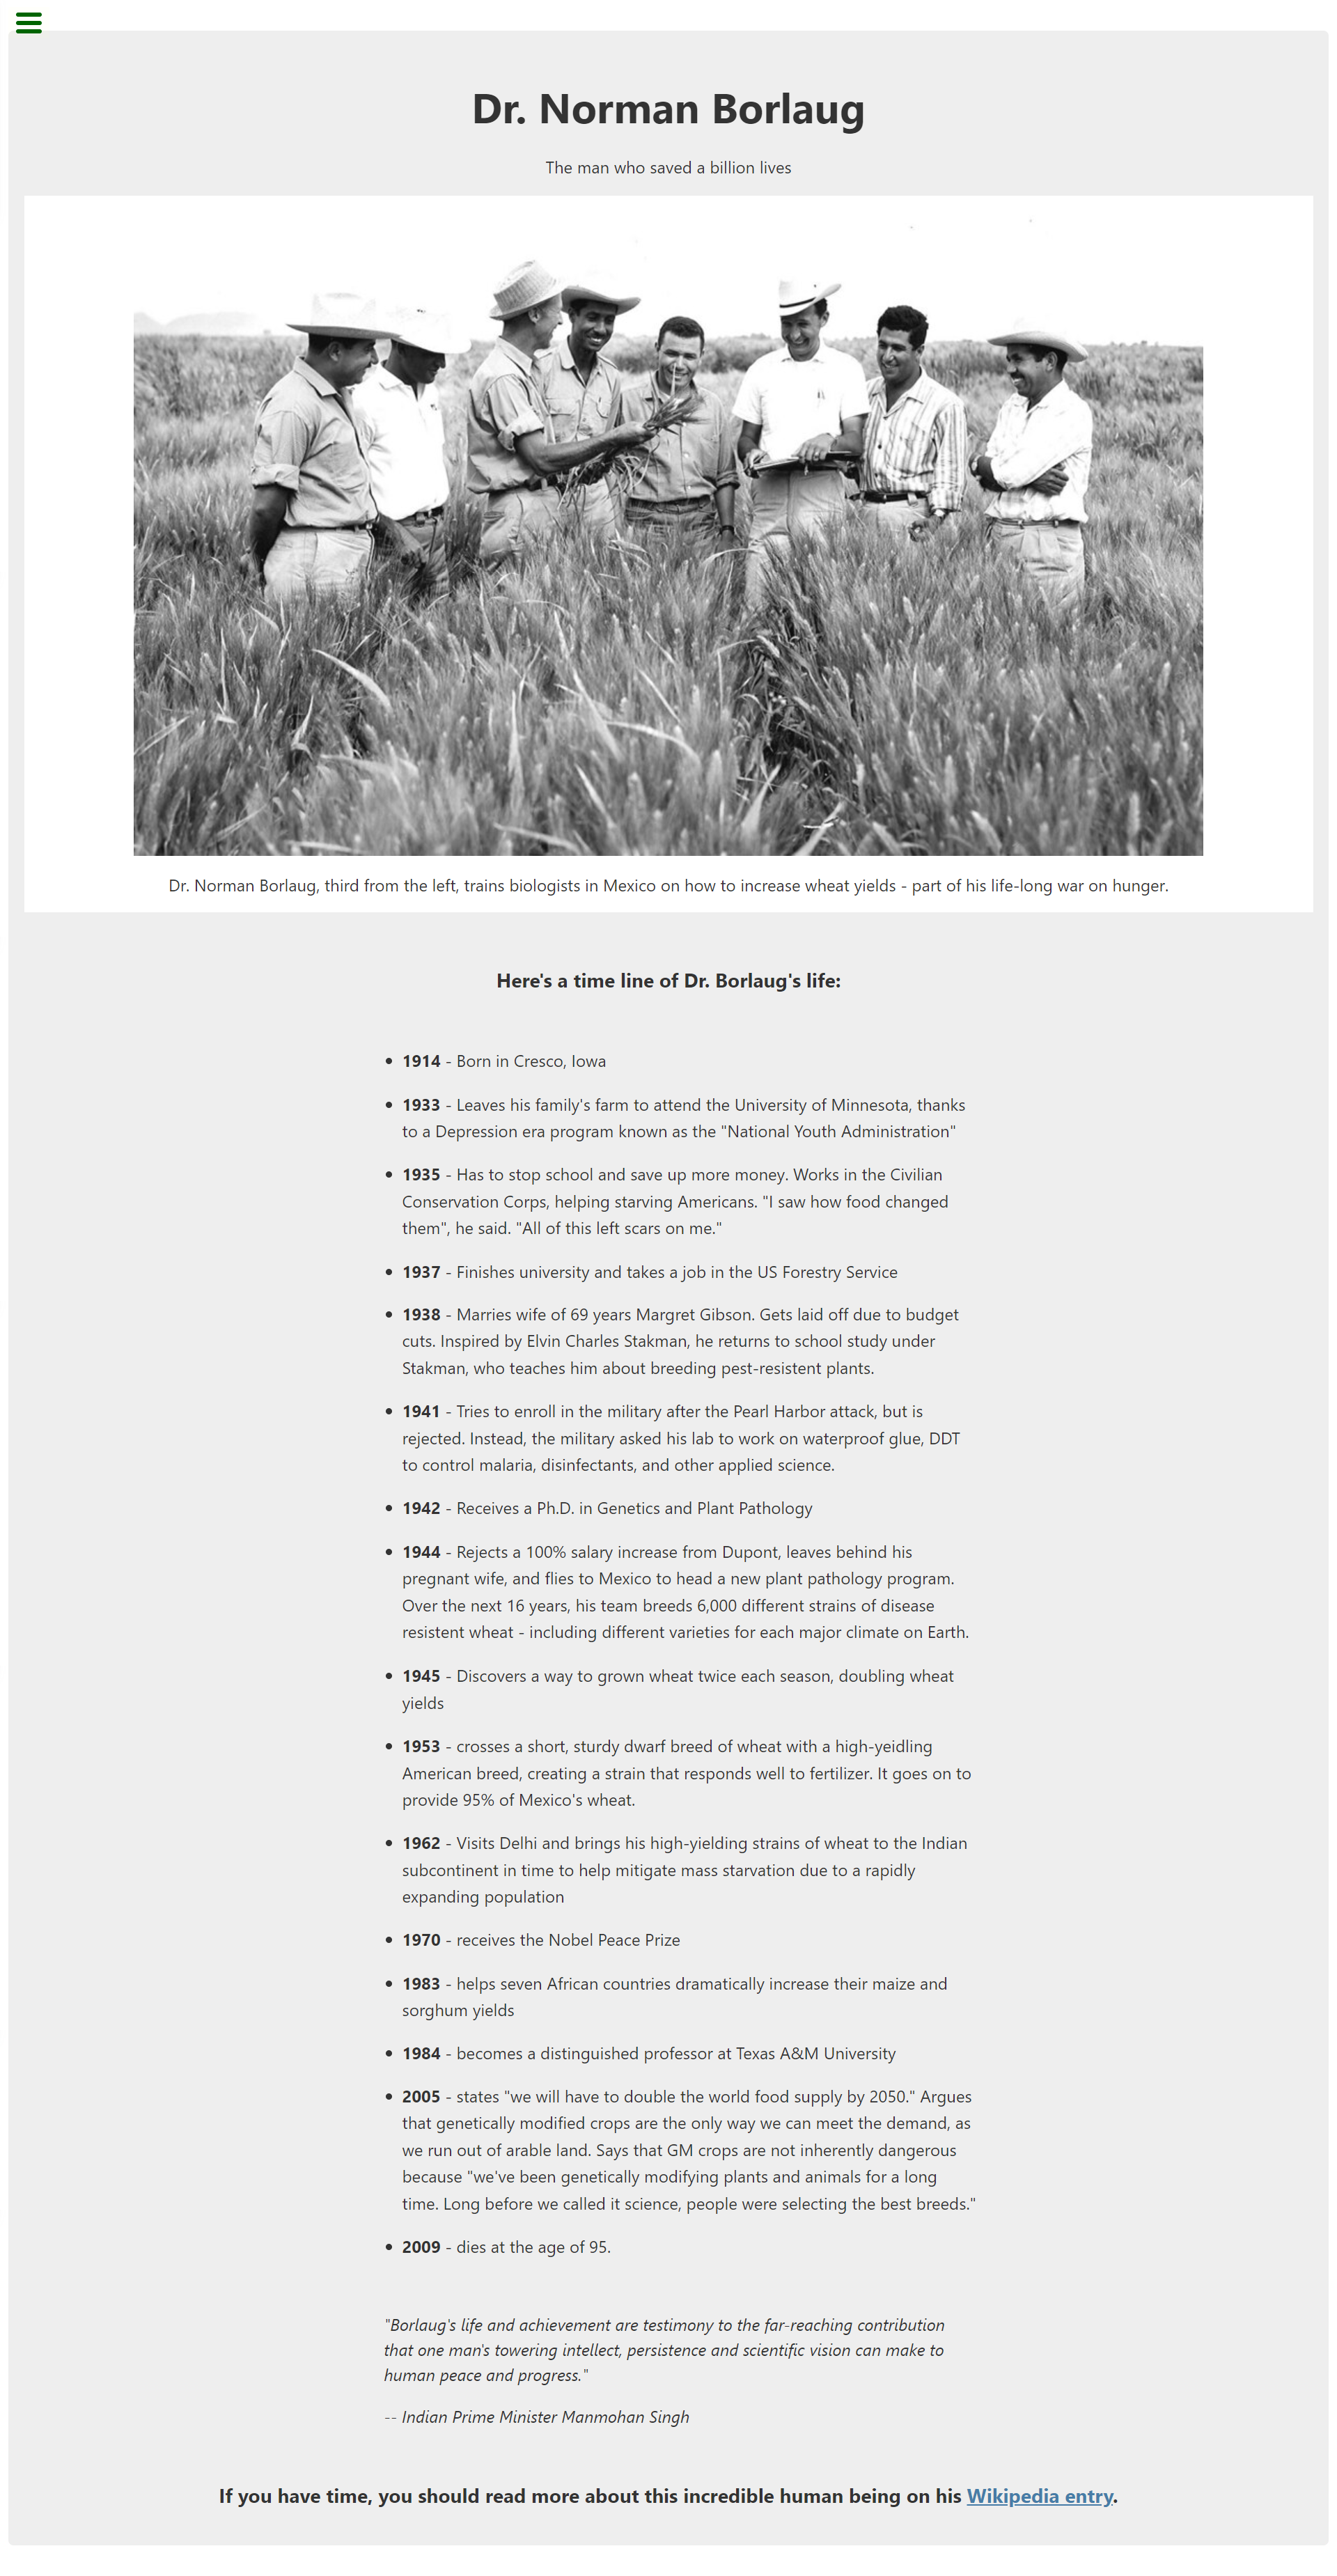 Dr. Norman Borlaug
The man who saved a billion lives
Dr. Norman Borlaug, third from the left, trains biologists in Mexico on how to increase wheat yields - part of his life-long war on hunger.
Here's a time line of Dr. Borlaug's life:
• 1914 - Born in Cresco, Iowa
• 1933 - Leaves his family's farm to attend the University of Minnesota, thanks
to a Depression era program known as the "National Youth Administration"
• 1935 - Has to stop school and save up more money. Works in the Civilian
Conservation Corps, helping starving Americans. "I saw how food changed
them", he said. "All of this left scars on me."
• 1937 - Finishes university and takes a job in the US Forestry Service
• 1938 - Marries wife of 69 years Margret Gibson. Gets laid off due to budget
cuts. Inspired by Elvin Charles Stakman, he returns to school study under
Stakman, who teaches him about breeding pest-resistent plants.
• 1941 - Tries to enroll in the military after the Pearl Harbor attack, but is
rejected. Instead, the military asked his lab to work on waterproof glue, DDT
to control malaria, disinfectants, and other applied science.
• 1942 - Receives a Ph.D. in Genetics and Plant Pathology
• 1944 - Rejects a 100% salary increase from Dupont, leaves behind his
pregnant wife, and flies to Mexico to head a new plant pathology program.
Over the next 16 years, his team breeds 6,000 different strains of disease
resistent wheat - including different varieties for each major climate on Earth.
• 1945 - Discovers a way to grown wheat twice each season, doubling wheat
yields
• 1953 - crosses a short, sturdy dwarf breed of wheat with a high-yeidling
American breed, creating a strain that responds well to fertilizer. It goes on to
provide 95% of Mexico's wheat.
• 1962 - Visits Delhi and brings his high-yielding strains of wheat to the Indian
subcontinent in time to help mitigate mass starvation due to a rapidly
expanding population
• 1970 - receives the Nobel Peace Prize
• 1983 - helps seven African countries dramatically increase their maize and
sorghum yields
• 1984 - becomes a distinguished professor at Texas A&M University
• 2005 - states "we will have to double the world food supply by 2050." Argues
that genetically modified crops are the only way we can meet the demand, as
we run out of arable land. Says that GM crops are not inherently dangerous
because "we've been genetically modifying plants and animals for a long
time. Long before we called it science, people were selecting the best breeds."
• 2009 - dies at the age of 95.
"Borlaug's life and achievement are testimony to the far-reaching contribution
that one man's towering intellect, persistence and scientific vision can make to
human peace and progress."
-- Indian Prime Minister Manmohan Singh
If you have time, you should read more about this incredible human being on his Wikipedia entry.